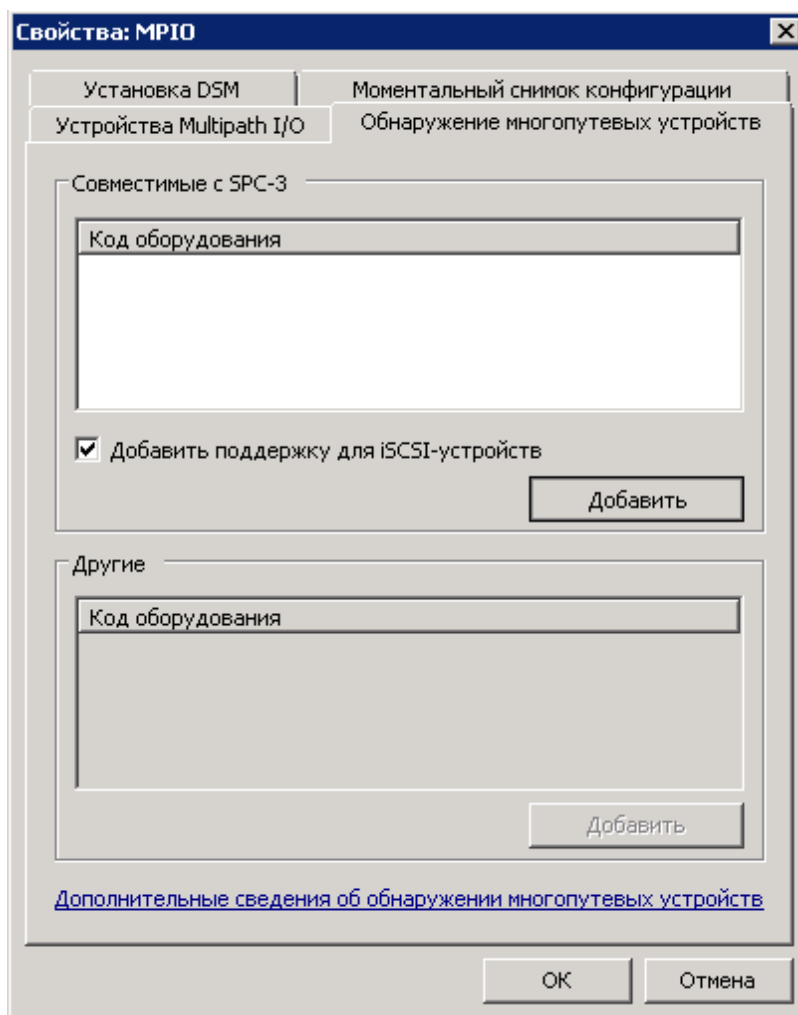 Свойства: MPIO
Установка DSM
Моментальный снимок конфигурации
Устройства Multipath I/O
Обнаружение многопутевых устройств
Совместимые с SPC-3
Код оборудования
Добавить поддержку для iSCSI-устройств
Добавить
Другие
Код оборудования
Добавить
Дополнительные сведения об обнаружении многопутевых устройств
ОК
Отмена